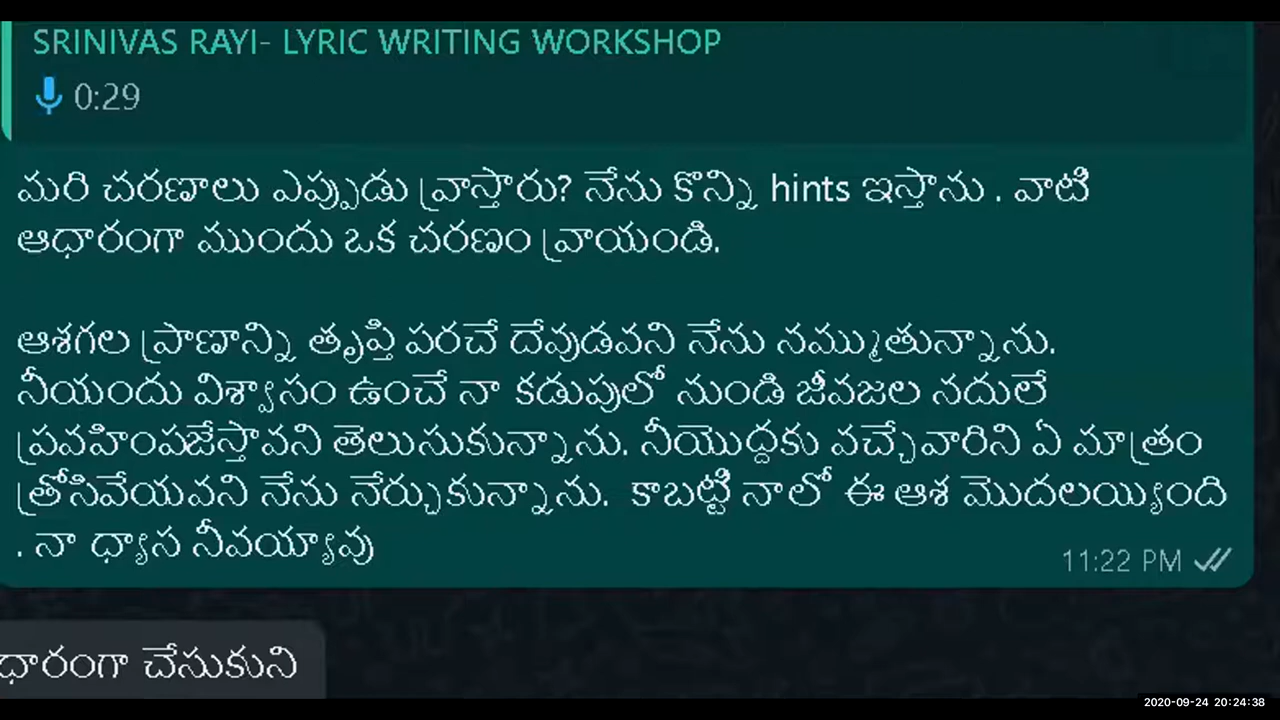 SRINIVAS RAYI- LYRIC WRITING WORKSHOP
0:29
మరి చరణాలు ఎప్పుడు వ్రాస్తారు? నేను కొన్ని hints ఇస్తాను . వాటి
ఆధారంగా ముందు ఒక చరణం వ్రాయండి.
ఆశగల ప్రాణాన్ని తృప్తి పరచే దేవుడవని నేను నమ్ముతున్నాను.
నీయందు విశ్వాసం ఉంచే నా కడుపులో నుండి జీవజల నదులే
ప్రవహింపజేస్తావని తెలుసుకున్నాను. నీయొద్దకు వచ్చేవారిని ఏ మాత్రం
త్రోసివేయవని నేను నేర్చుకున్నాను.  కాబట్టి నాలో ఈ ఆశ మొదలయ్యింది
. నా ధ్యాస నీవయ్యావు
11:22 PM
ధారంగా చేసుకుని
2020-09-24 20:24:38